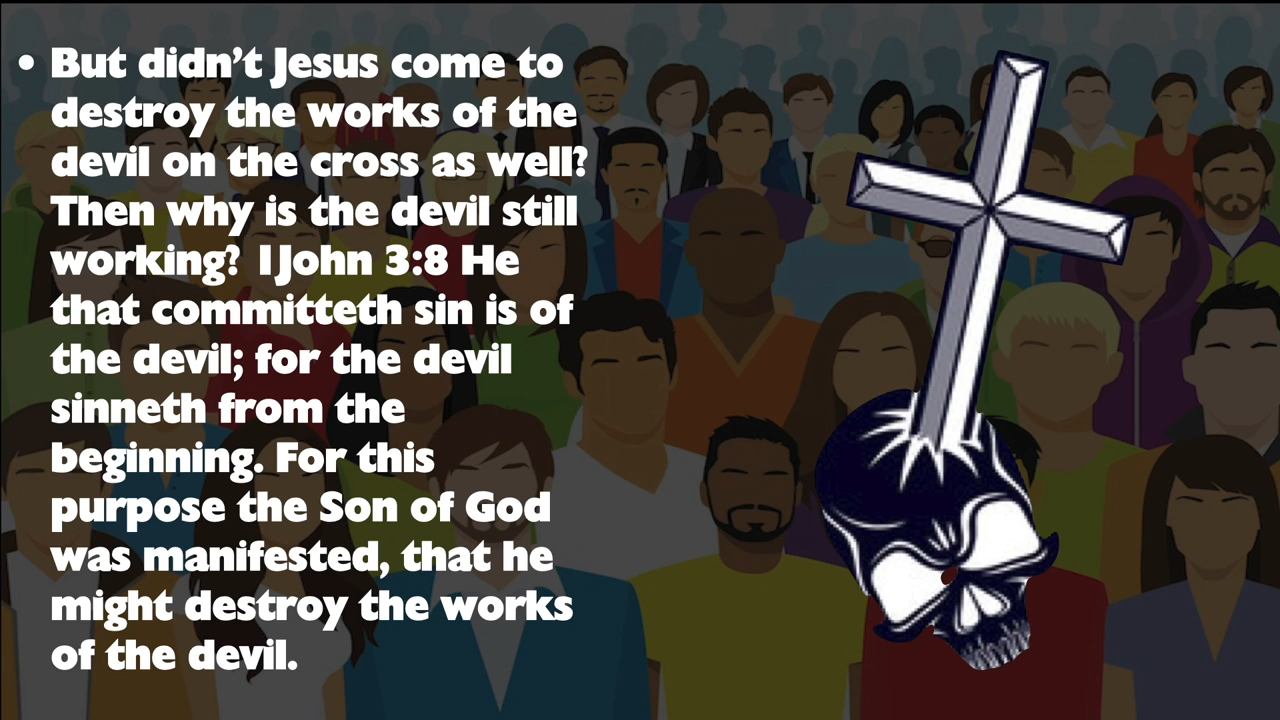 • But didn’t Jesus come to
destroy the works of the
devil on the cross as well?
Then why is the devil still
working? 1John 3:8 He
that committeth sin is of
the devil; for the devil
sinneth from the
beginning. For this
purpose the Son of God
was manifested, that he
might destroy the works
of the devil.